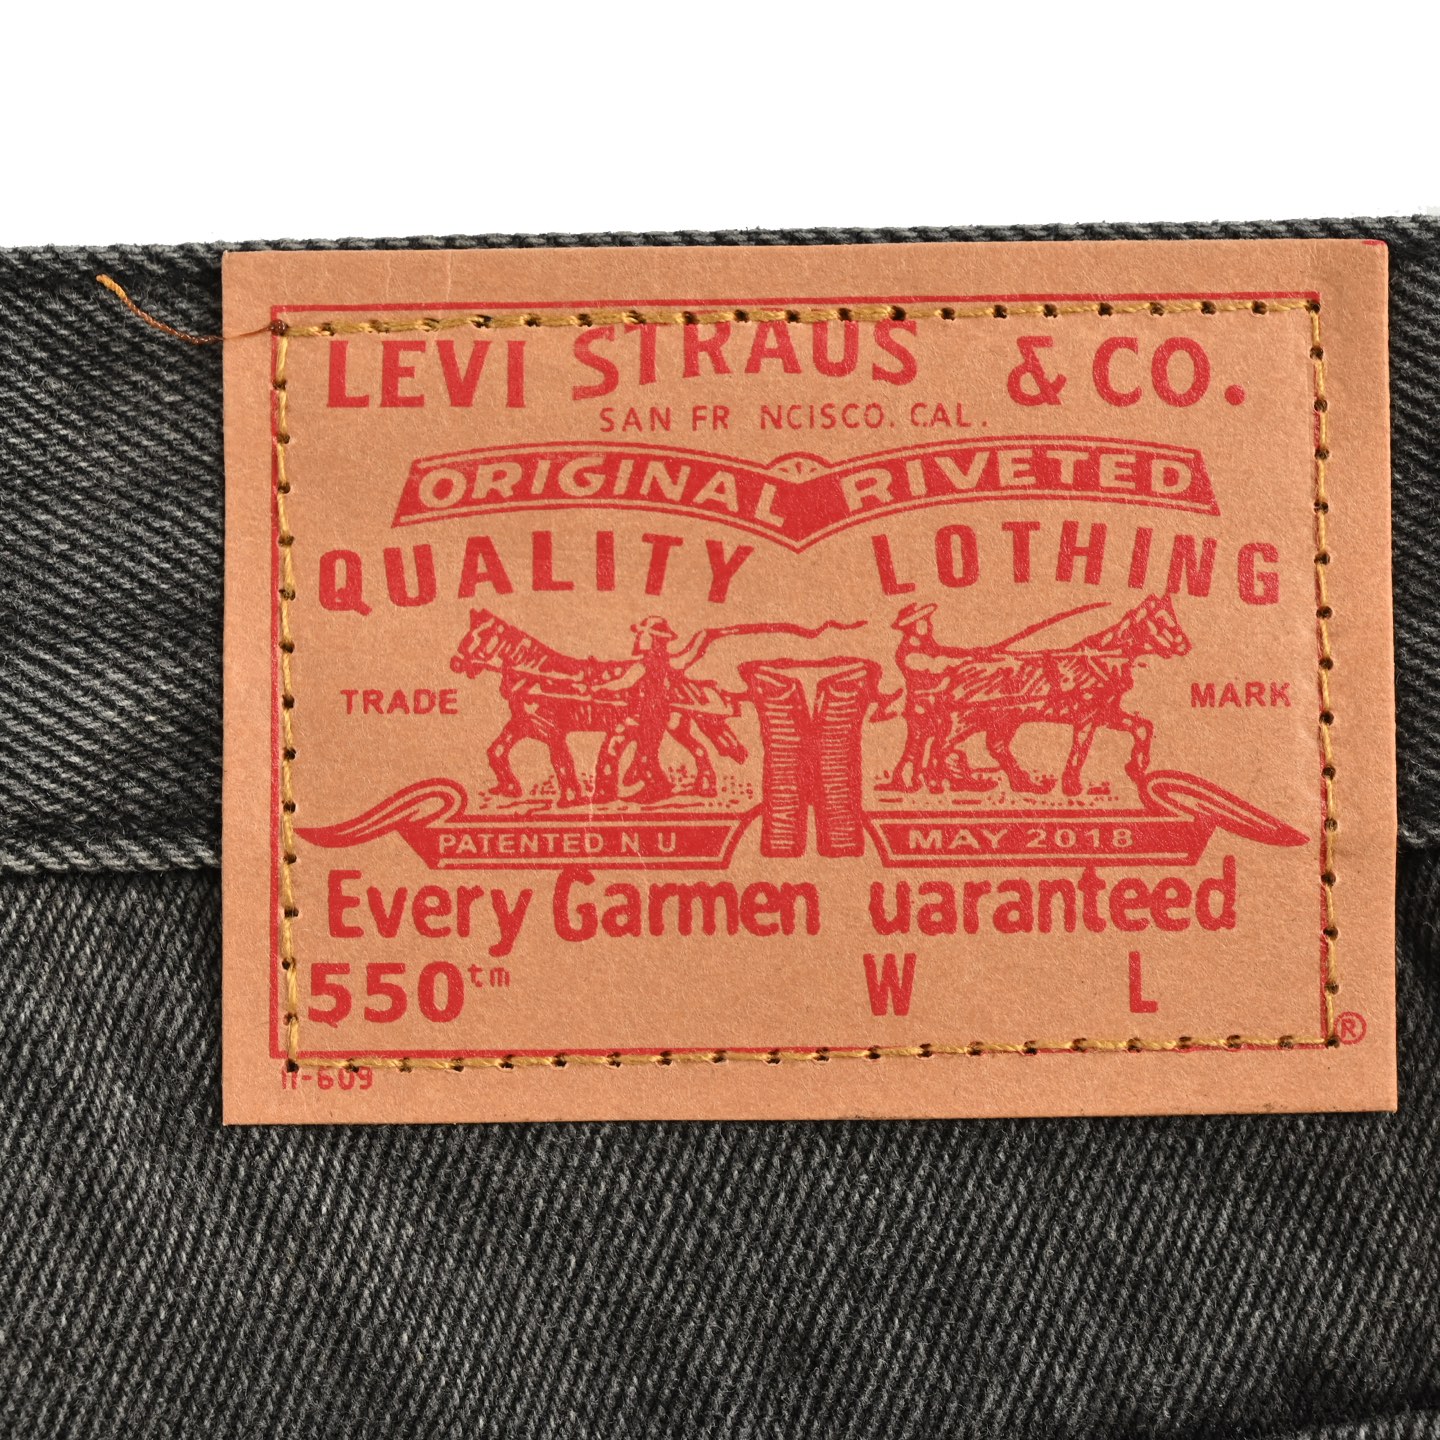 LEVI STRAUS & CO.
SAN FR NCISCO. CAL.
ORIGINAL RIVETED
QUALITY LOTHING
TRADE MARK
PATENTED N U MAY 2018
Every Garmen uaranteed
550tm W L
®